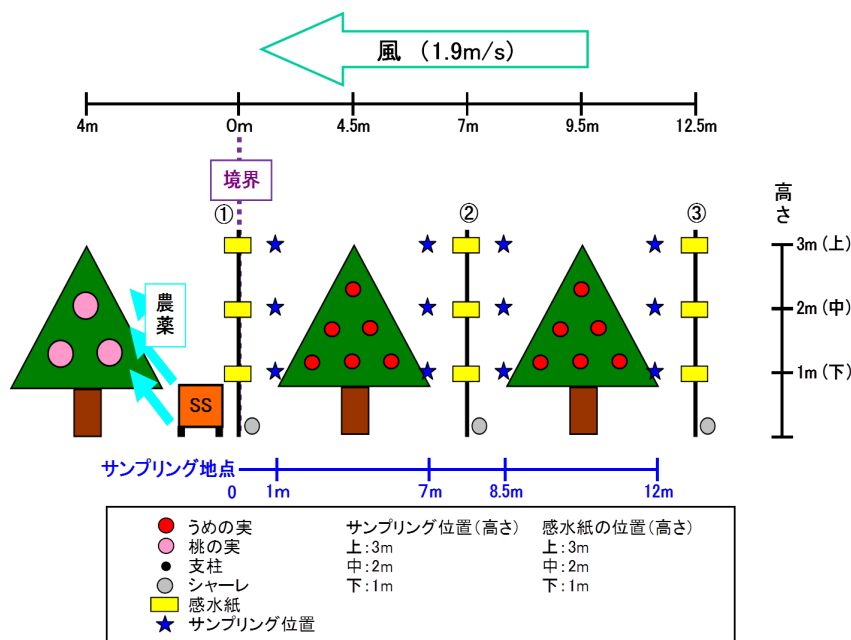 風 (1.9m/s)
4m 0m 4.5m 7m 9.5m 12.5m
境界
① ② ③
高さ
3m (上)
2m (中)
1m (下)
農薬
SS
サンプリング地点
0 1m 7m 8.5m 12m
うめの実
桃の実
支柱
シャーレ
感水紙
サンプリング位置
サンプリング位置(高さ)
上:3m
中:2m
下:1m
感水紙の位置(高さ)
上:3m
中:2m
下:1m